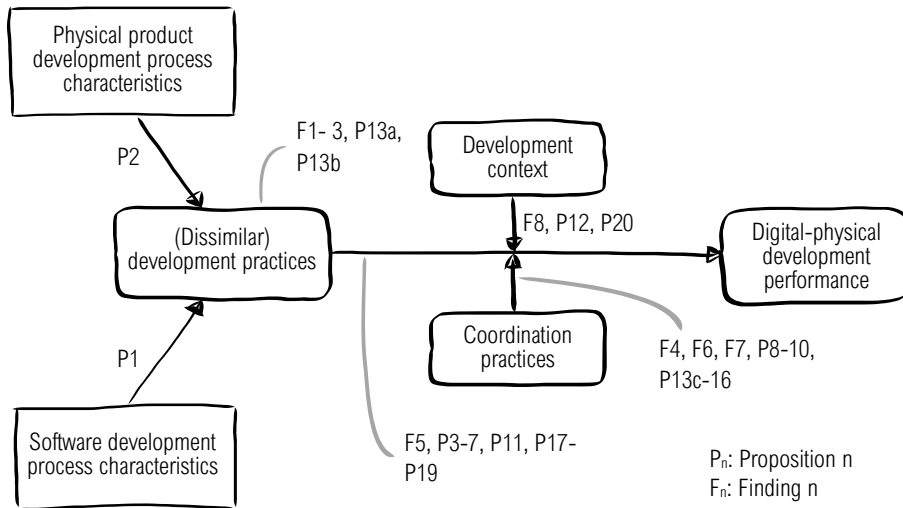 Physical product
development process
characteristics
P2
F1- 3, P13a,
P13b
Development
context
F8, P12, P20
(Dissimilar)
development practices
Digital-physical
development
performance
Coordination
practices
F4, F6, F7, P8-10,
P13c-16
P1
Software development
process characteristics
F5, P3-7, P11, P17-
P19
Pn: Proposition n
Fn: Finding n